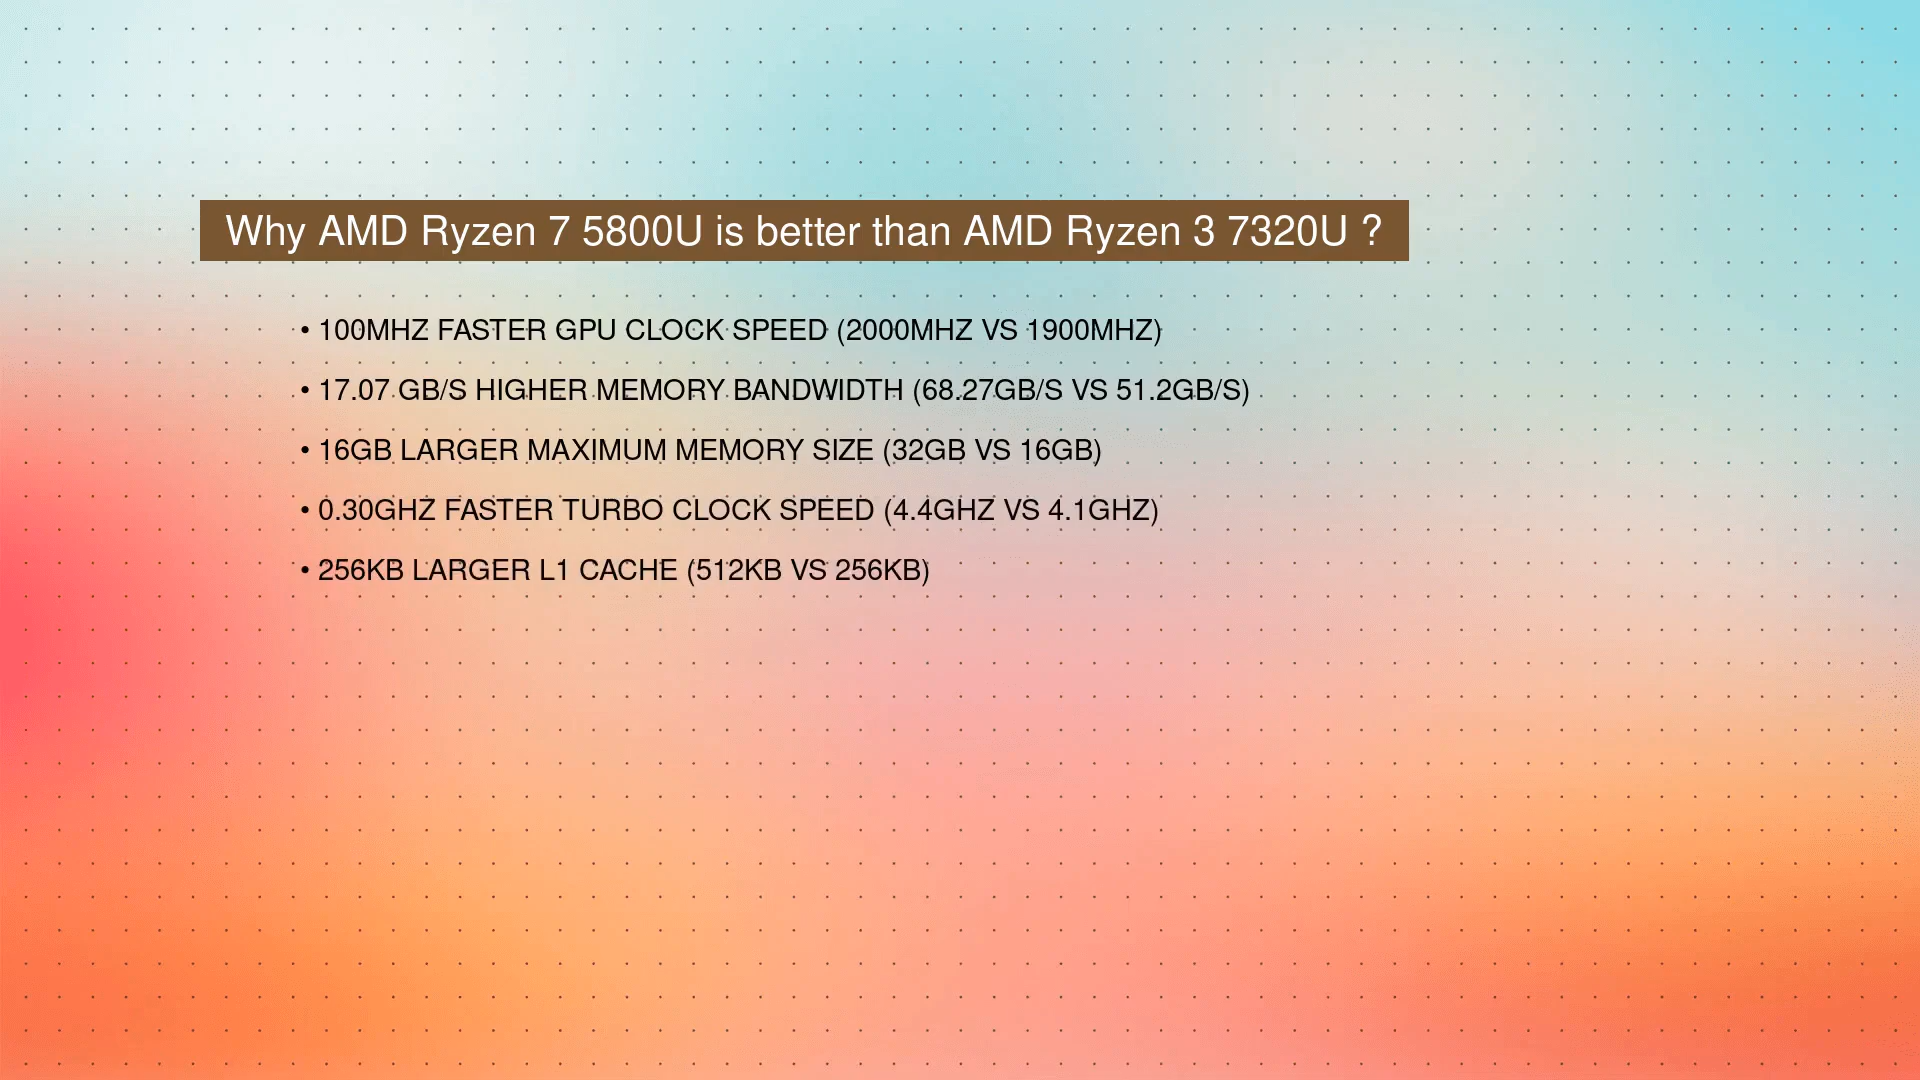 Why AMD Ryzen 7 5800U is better than AMD Ryzen 3 7320U ?
• 100MHZ FASTER GPU CLOCK SPEED (2000MHZ VS 1900MHZ)
• 17.07 GB/S HIGHER MEMORY BANDWIDTH (68.27GB/S VS 51.2GB/S)
• 16GB LARGER MAXIMUM MEMORY SIZE (32GB VS 16GB)
• 0.30GHZ FASTER TURBO CLOCK SPEED (4.4GHZ VS 4.1GHZ)
• 256KB LARGER L1 CACHE (512KB VS 256KB)